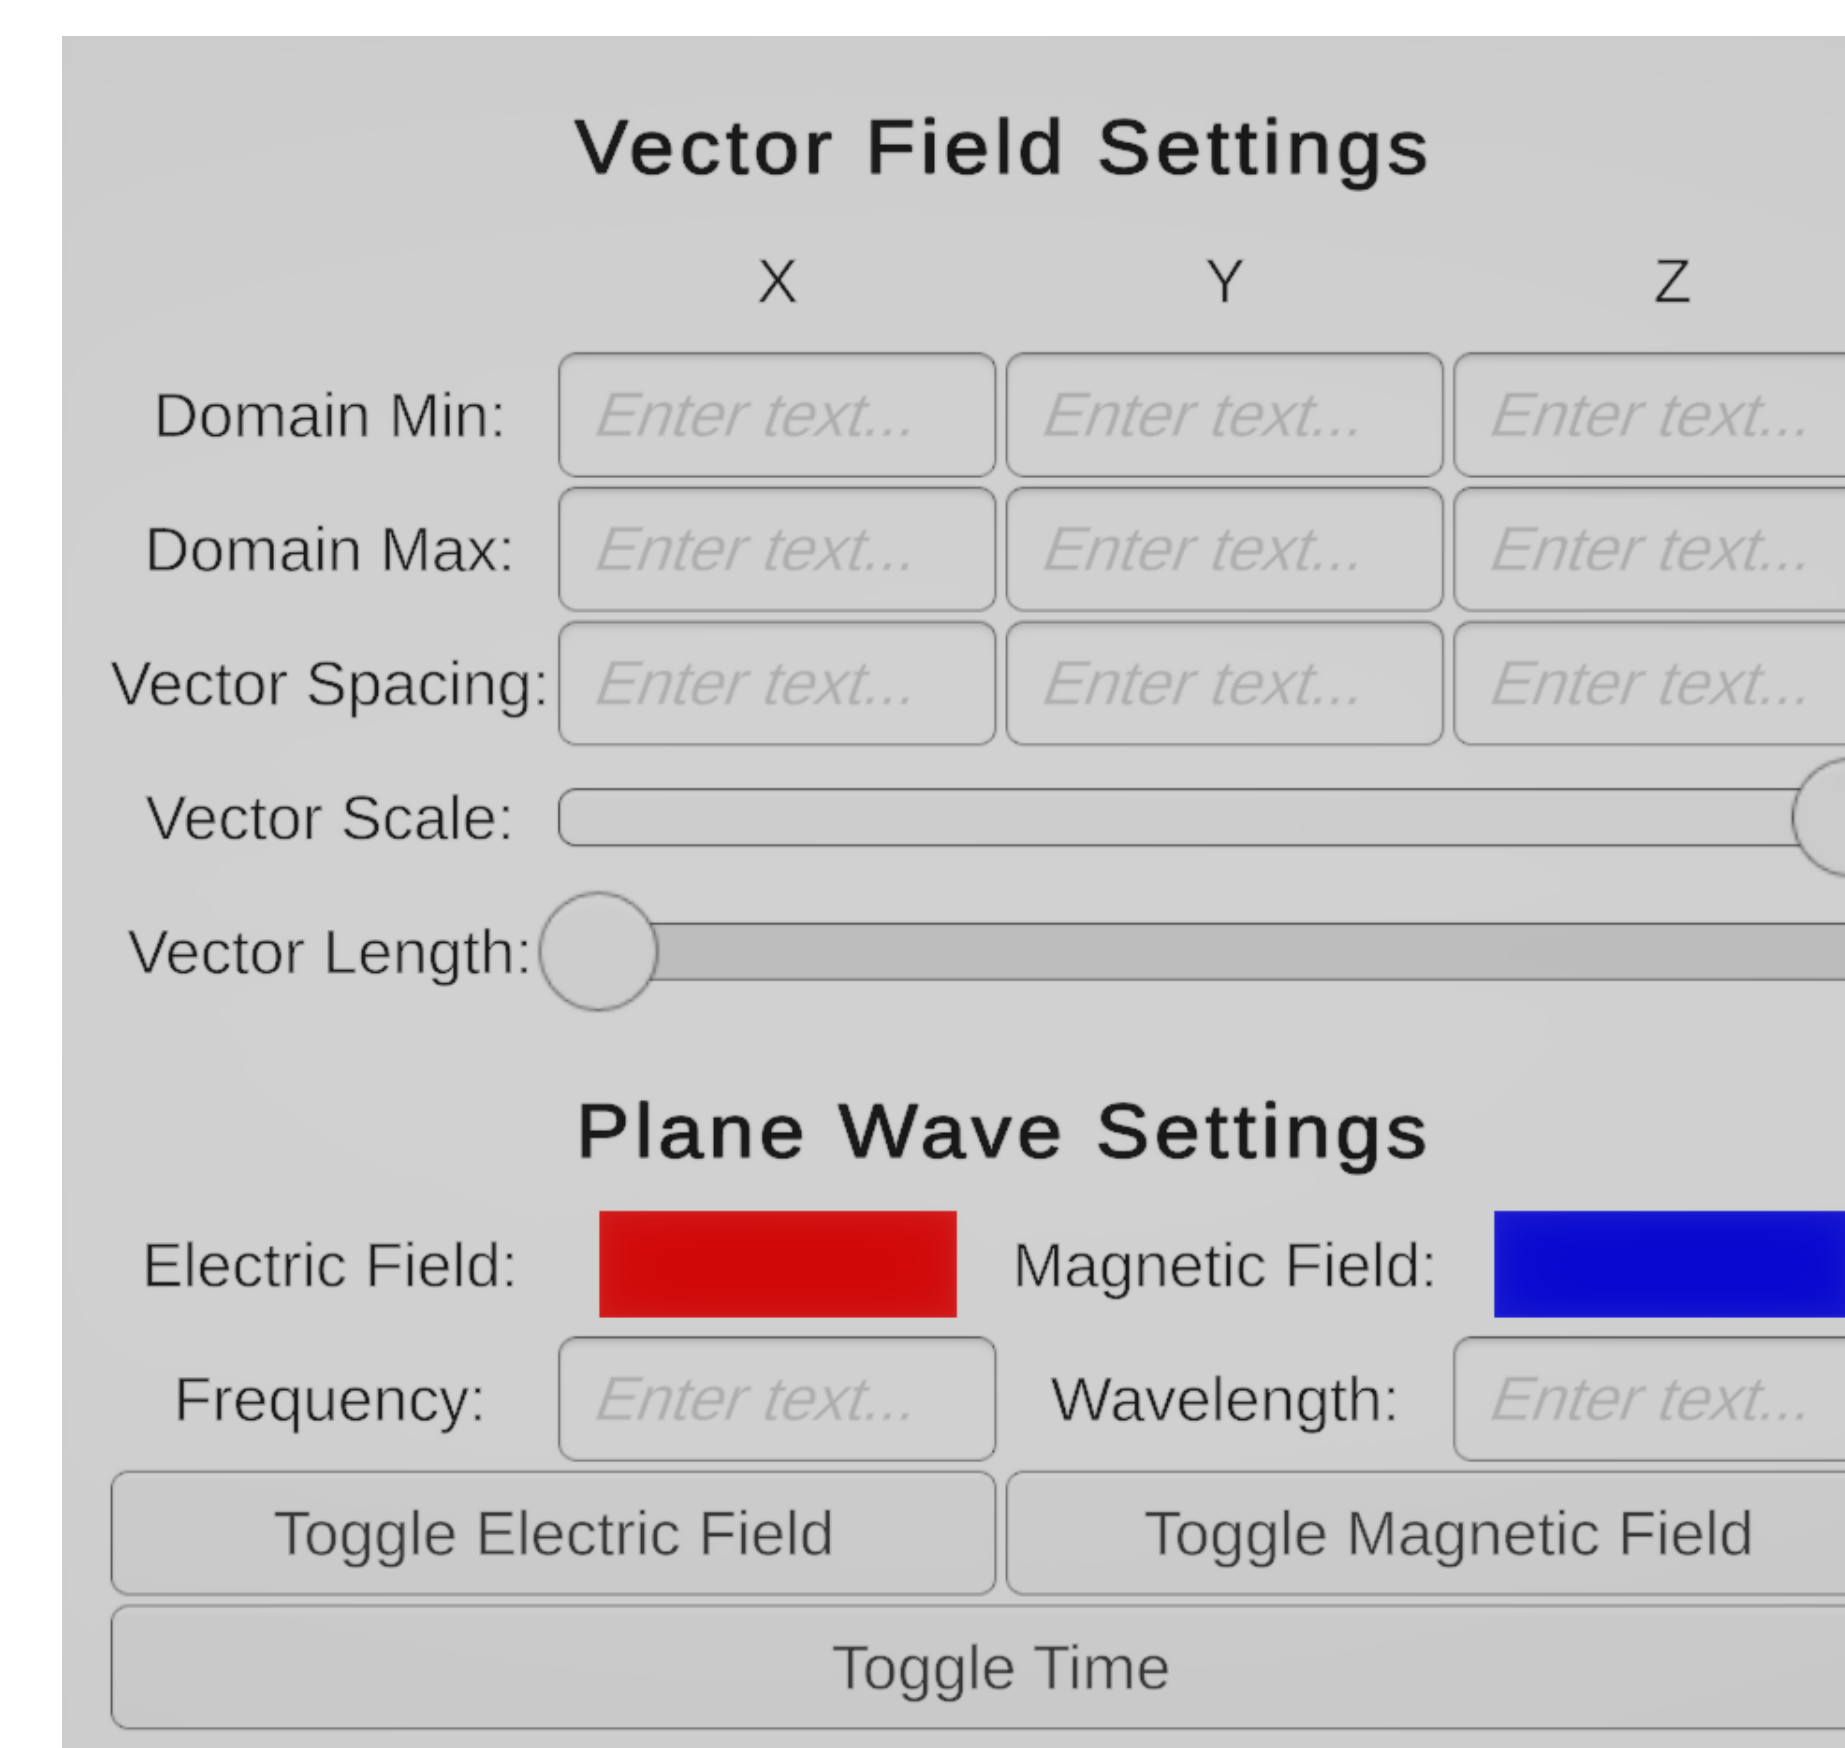 Vector Field Settings
X Y Z
Domain Min: Enter text... Enter text... Enter text...
Domain Max: Enter text... Enter text... Enter text...
Vector Spacing: Enter text... Enter text... Enter text...
Vector Scale:
Vector Length:
Plane Wave Settings
Electric Field: Magnetic Field:
Frequency: Enter text... Wavelength: Enter text...
Toggle Electric Field Toggle Magnetic Field
Toggle Time